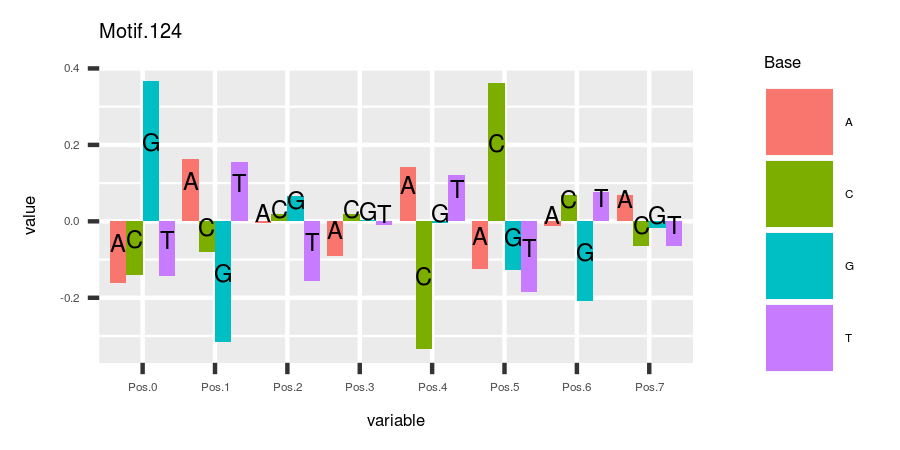 Motif.124
Base
0.4
0.2
0.0
-0.2
value
A C G T
A C G T
A C G T
A C G T
A C G T
A C G T
A C G T
A C G T
A
C
G
T
Pos.0 Pos.1 Pos.2 Pos.3 Pos.4 Pos.5 Pos.6 Pos.7
variable